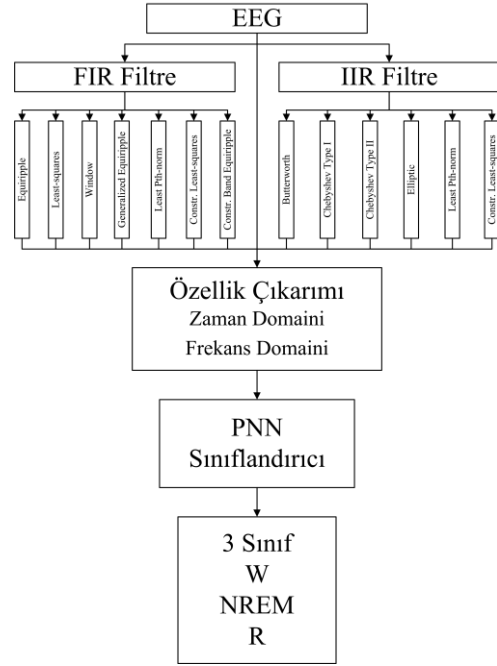 EEG
FIR Filtre
IIR Filtre
Equiripple
Least-squares
Window
Generalized Equiripple
Least Pth-norm
Constr. Least-squares
Constr. Band Equiripple
Butterworth
Chebyshev Type I
Chebyshev Type II
Elliptic
Least Pth-norm
Constr. Least-squares
Özellik Çıkarımı
Zaman Domaini
Frekans Domaini
PNN
Sınıflandırıcı
3 Sınıf
W
NREM
R